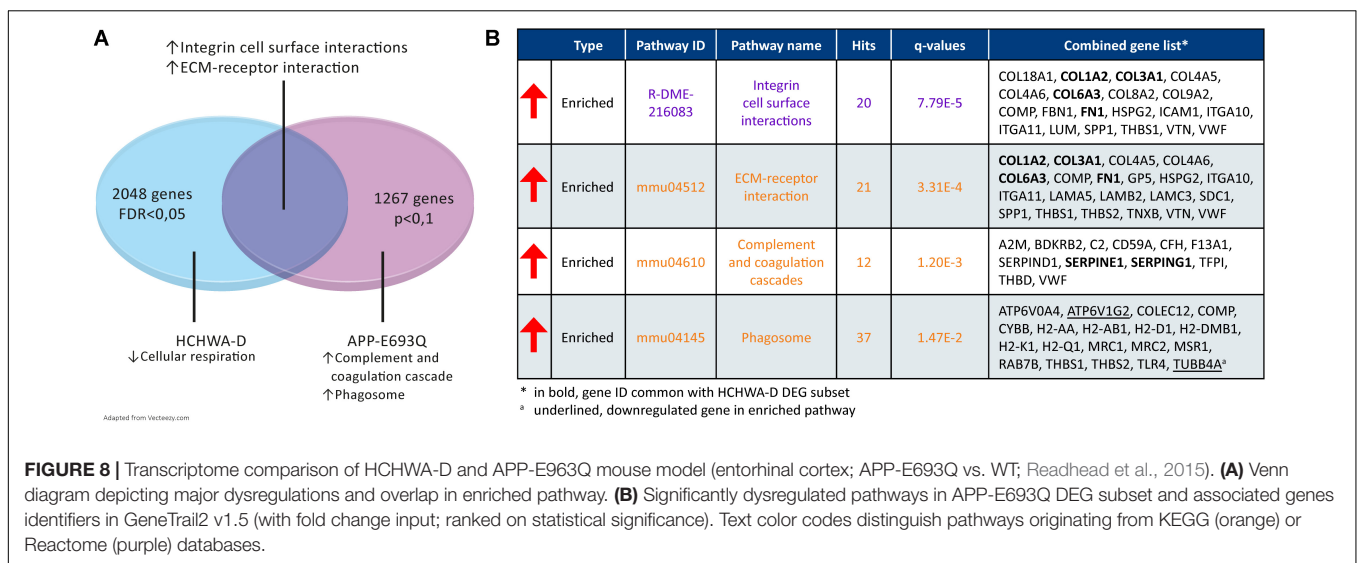 A
↑Integrin cell surface interactions
↑ECM-receptor interaction
2048 genes
FDR<0,05
1267 genes
p<0,1
HCHWA-D
↓Cellular respiration
APP-E693Q
↑Complement and
coagulation cascade
↑Phagosome
Adapted from Vecteezy.com
B
Type Pathway ID Pathway name Hits q-values Combined gene list*
Enriched R-DME-216083 Integrin cell surface interactions 20 7.79E-5
COL18A1, COL1A2, COL3A1, COL4A5,
COL4A6, COL6A3, COL8A2, COL9A2,
COMP, FBN1, FN1, HSPG2, ICAM1, ITGA10,
ITGA11, LUM, SPP1, THBS1, VTN, VWF
Enriched mmu04512 ECM-receptor interaction 21 3.31E-4
COL1A2, COL3A1, COL4A5, COL4A6,
COL6A3, COMP, FN1, GP5, HSPG2, ITGA10,
ITGA11, LAMA5, LAMB2, LAMC3, SDC1,
SPP1, THBS1, THBS2, TNXB, VTN, VWF
Enriched mmu04610 Complement and coagulation cascades 12 1.20E-3
A2M, BDKRB2, C2, CD59A, CFH, F13A1,
SERPIND1, SERPINE1, SERPING1, TFPI,
THBD, VWF
Enriched mmu04145 Phagosome 37 1.47E-2
ATP6V0A4, ATP6V1G2, COLEC12, COMP,
CYBB, H2-AA, H2-AB1, H2-D1, H2-DMB1,
H2-K1, H2-Q1, MRC1, MRC2, MSR1,
RAB7B, THBS1, THBS2, TLR4, TUBB4Aª
* in bold, gene ID common with HCHWA-D DEG subset
ª underlined, downregulated gene in enriched pathway
FIGURE 8 | Transcriptome comparison of HCHWA-D and APP-E963Q mouse model (entorhinal cortex; APP-E693Q vs. WT; Readhead et al., 2015). (A) Venn
diagram depicting major dysregulations and overlap in enriched pathway. (B) Significantly dysregulated pathways in APP-E693Q DEG subset and associated genes
identifiers in GeneTrail2 v1.5 (with fold change input; ranked on statistical significance). Text color codes distinguish pathways originating from KEGG (orange) or
Reactome (purple) databases.